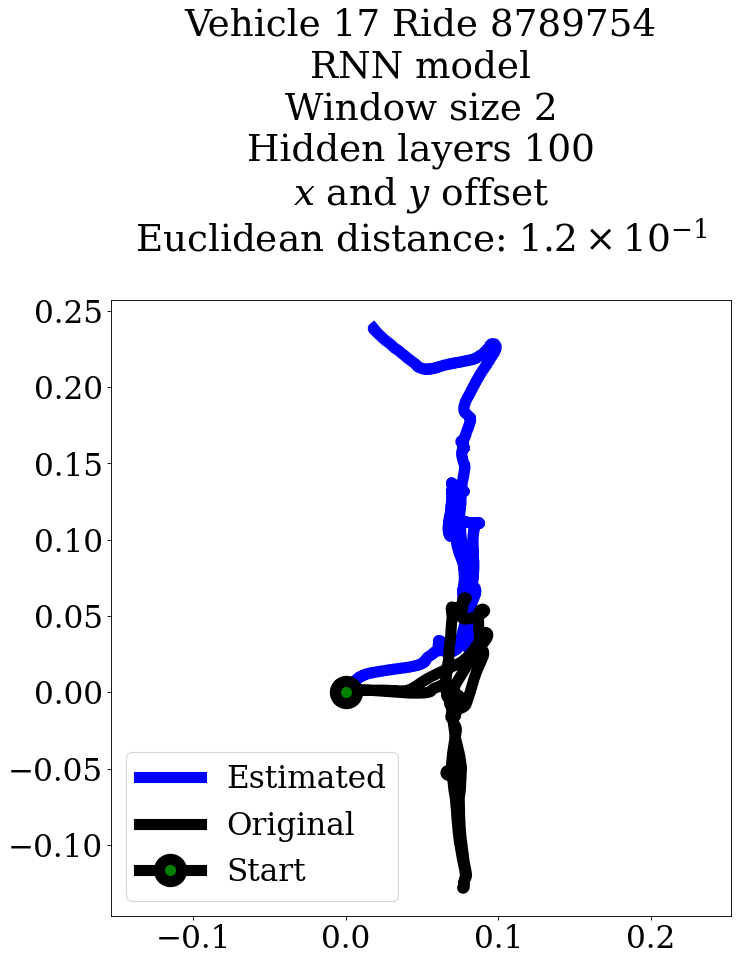 Vehicle 17 Ride 8789754
RNN model
Window size 2
Hidden layers 100
x and y offset
Euclidean distance: 1.2 × 10⁻¹
0.25
0.20
0.15
0.10
0.05
0.00
−0.05
−0.10
Estimated
Original
Start
−0.1 0.0 0.1 0.2